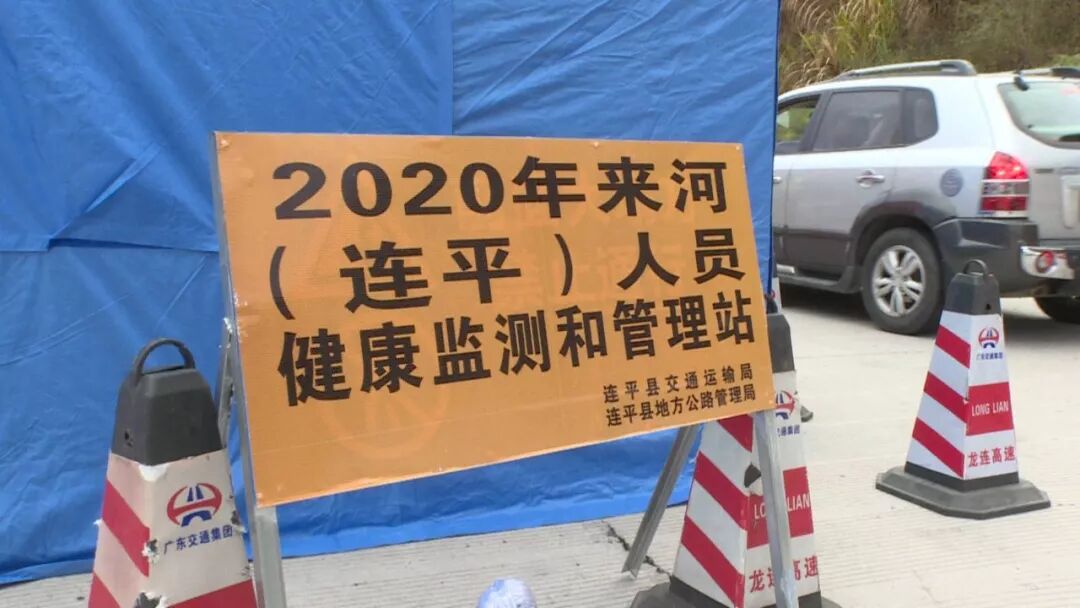 2020年来河
(连平)人员
健康监测和管理站
连平县交通运输局
连平县地方公路管理局
广东交通集团
LONG LIAN
龙连高速
LONG LIAN
龙连高速